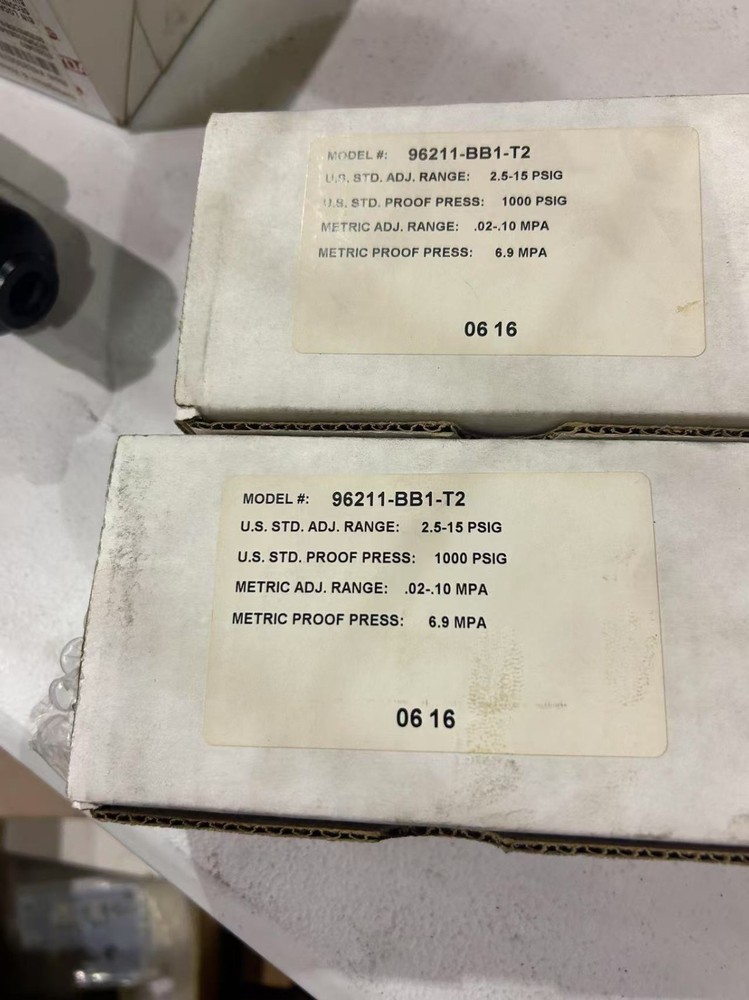 MODEL #: 96211-BB1-T2
U.S. STD. ADJ. RANGE: 2.5-15 PSIG
U.S. STD. PROOF PRESS: 1000 PSIG
METRIC ADJ. RANGE: .02-.10 MPA
METRIC PROOF PRESS: 6.9 MPA
06 16
MODEL #: 96211-BB1-T2
U.S. STD. ADJ. RANGE: 2.5-15 PSIG
U.S. STD. PROOF PRESS: 1000 PSIG
METRIC ADJ. RANGE: .02-.10 MPA
METRIC PROOF PRESS: 6.9 MPA
06 16